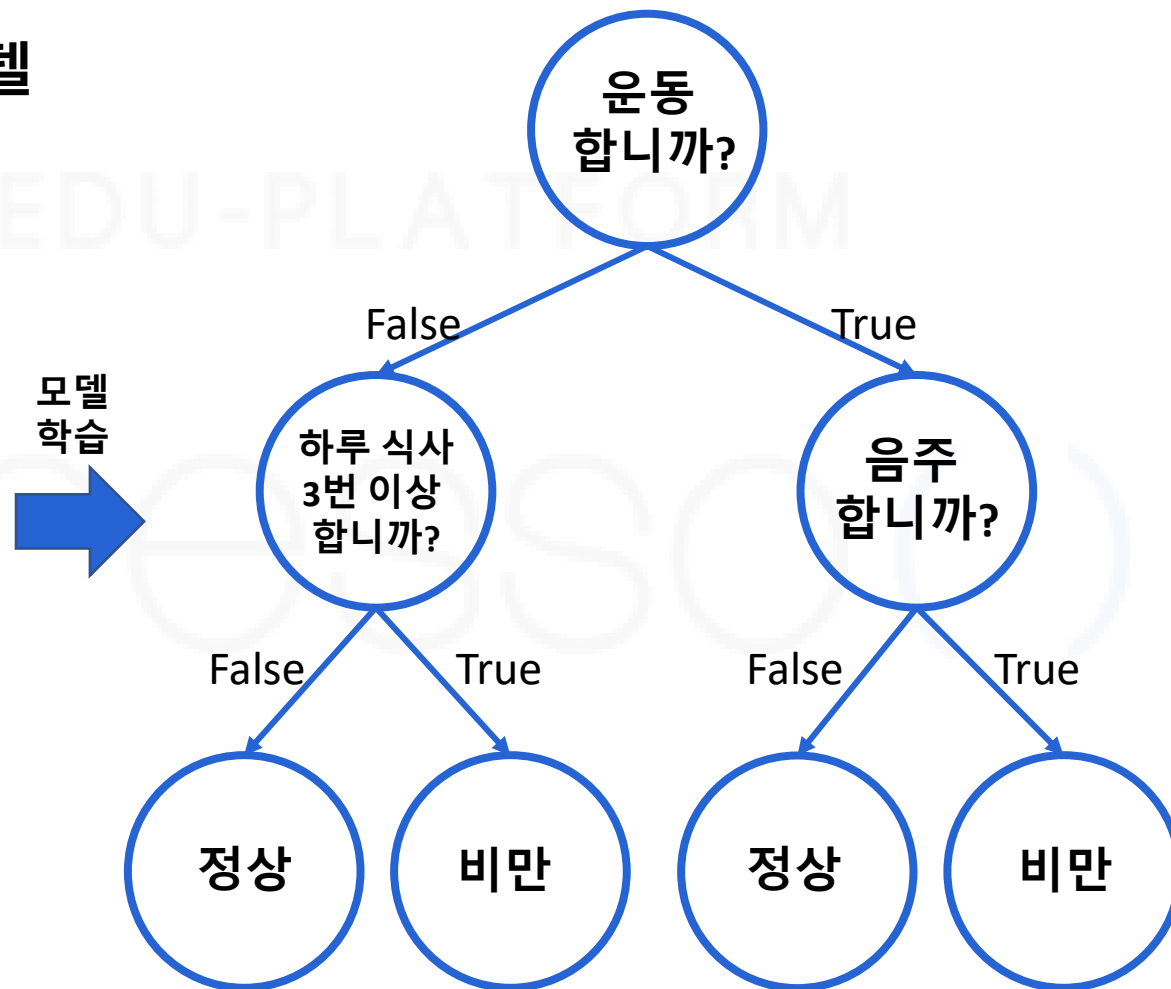 델
운동
합니까?
EDU-PLATFORM
False
True
모델
학습
하루 식사
3번 이상
합니까?
음주
합니까?
False
True
False
True
정상
비만
정상
비만